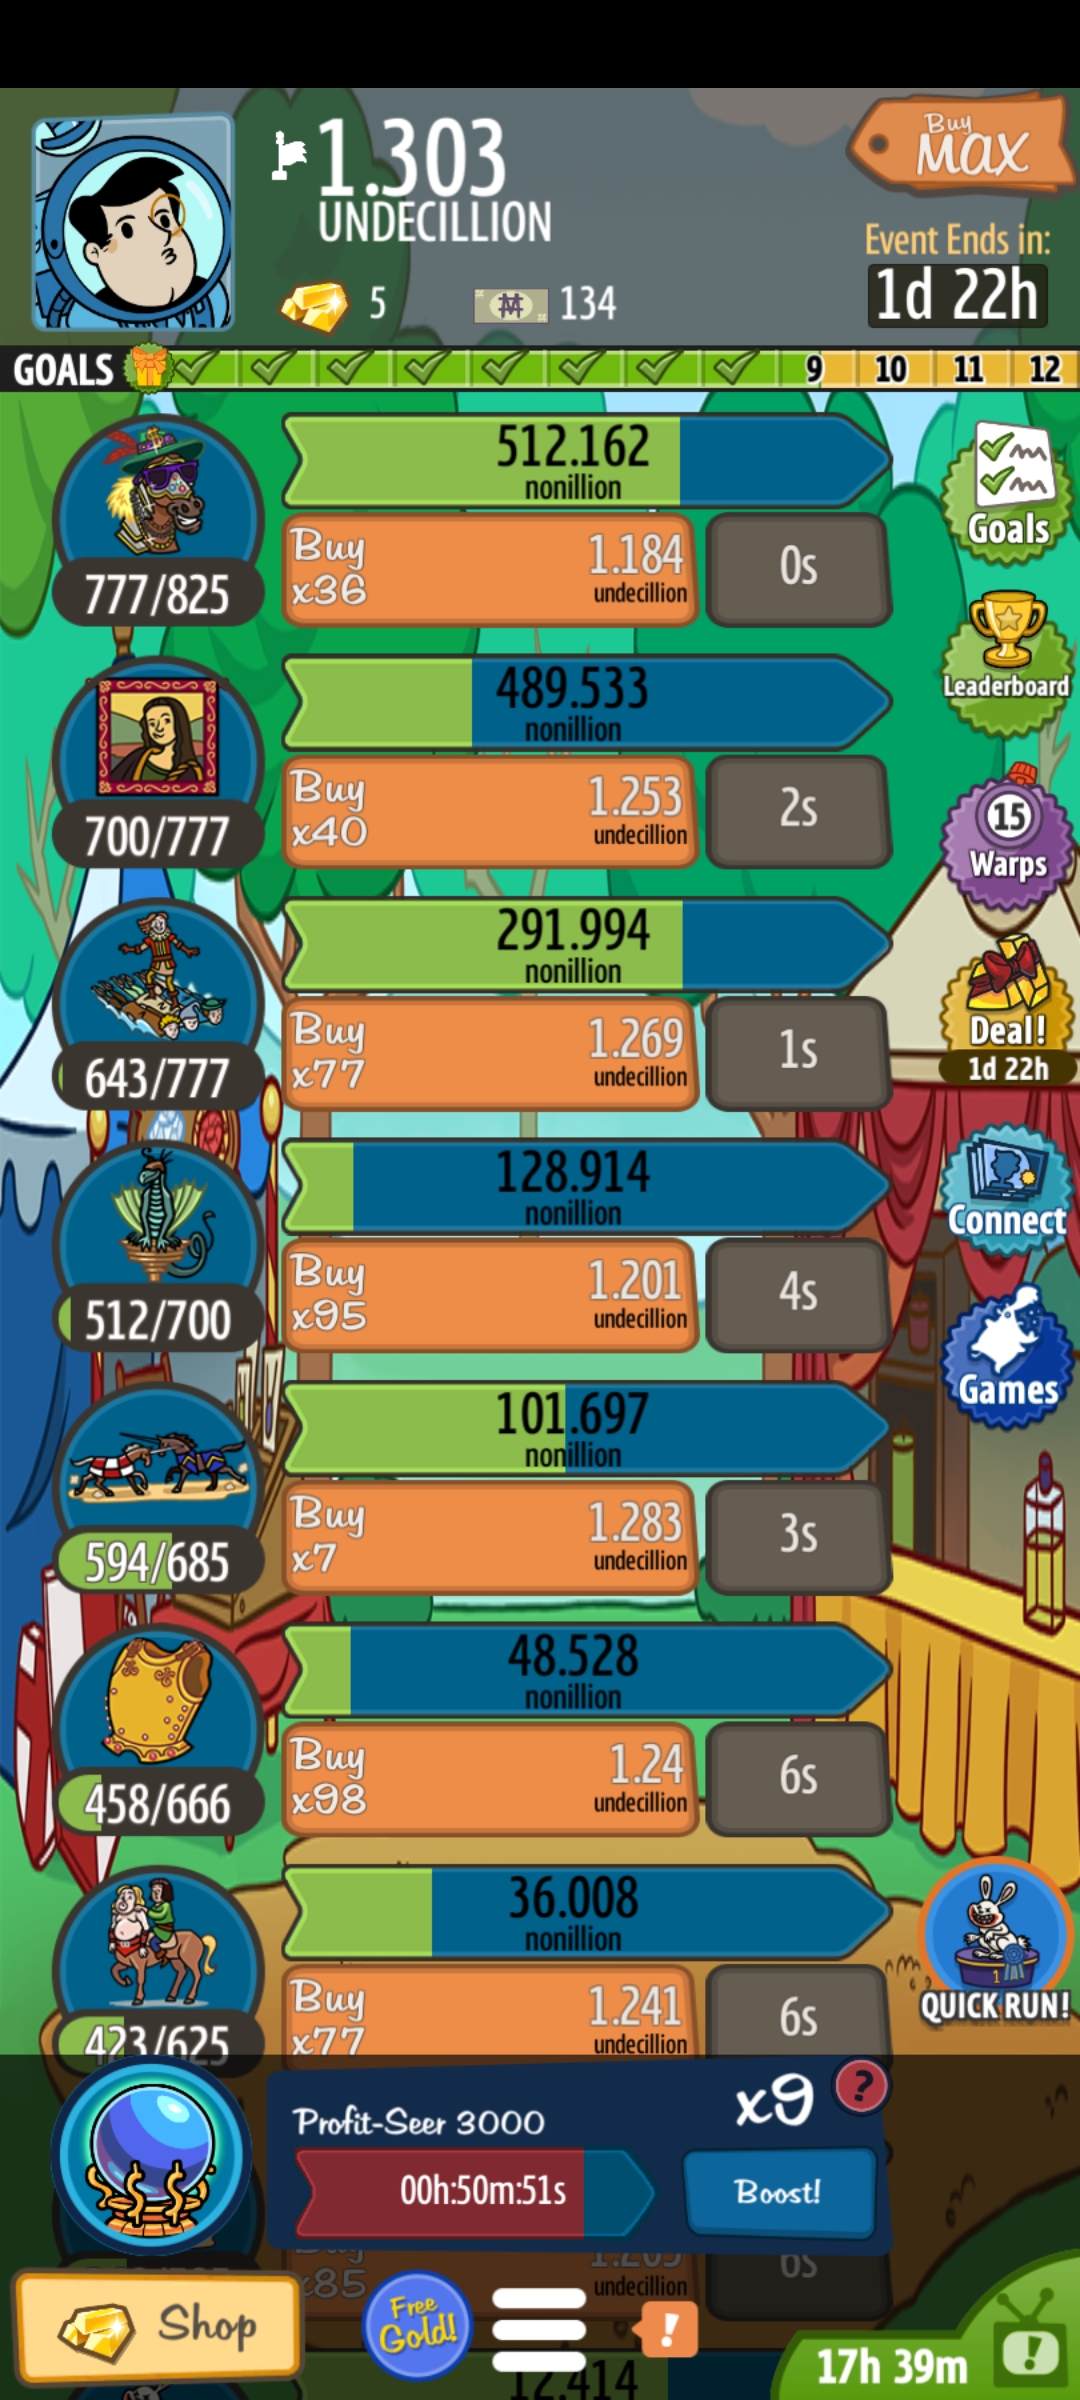 1.303
UNDECILLION
Buy
MAX
Event Ends in:
1d 22h
5
134
GOALS
9 10 11 12
512.162
nonillion
Buy
x36
1.184
undecillion
0s
777/825
Goals
489.533
nonillion
Buy
x40
1.253
undecillion
2s
700/777
Leaderboard
15
Warps
291.994
nonillion
Buy
x77
1.269
undecillion
1s
643/777
Deal!
1d 22h
128.914
nonillion
Buy
x95
1.201
undecillion
4s
512/700
Connect
Games
101.697
nonillion
Buy
x7
1.283
undecillion
3s
594/685
48.528
nonillion
Buy
x98
1.24
undecillion
6s
458/666
36.008
nonillion
Buy
x77
1.241
undecillion
6s
423/625
1
QUICK RUN!
Profit-Seer 3000
x9
?
00h:50m:51s
Boost!
Buy
x85
undecillion
6s
Shop
Free
Gold!
!
12.414
17h 39m
!